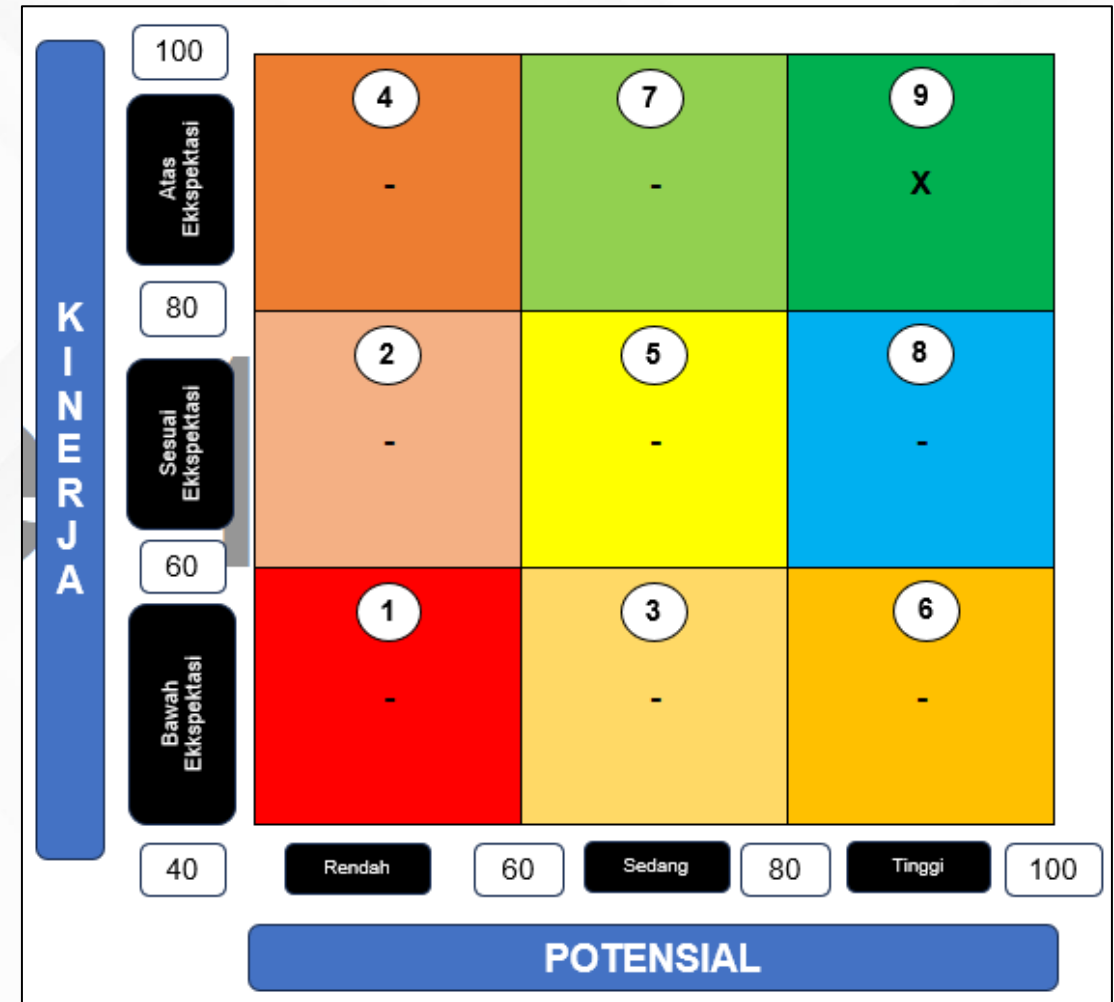 100
4
7
9
Atas
Ekkspektasi
-
-
X
80
2
5
8
KINERJA
Sesuai
Ekkspektasi
-
-
-
60
1
3
6
Bawah
Ekkspektasi
-
-
-
40
Rendah
60
Sedang
80
Tinggi
100
POTENSIAL